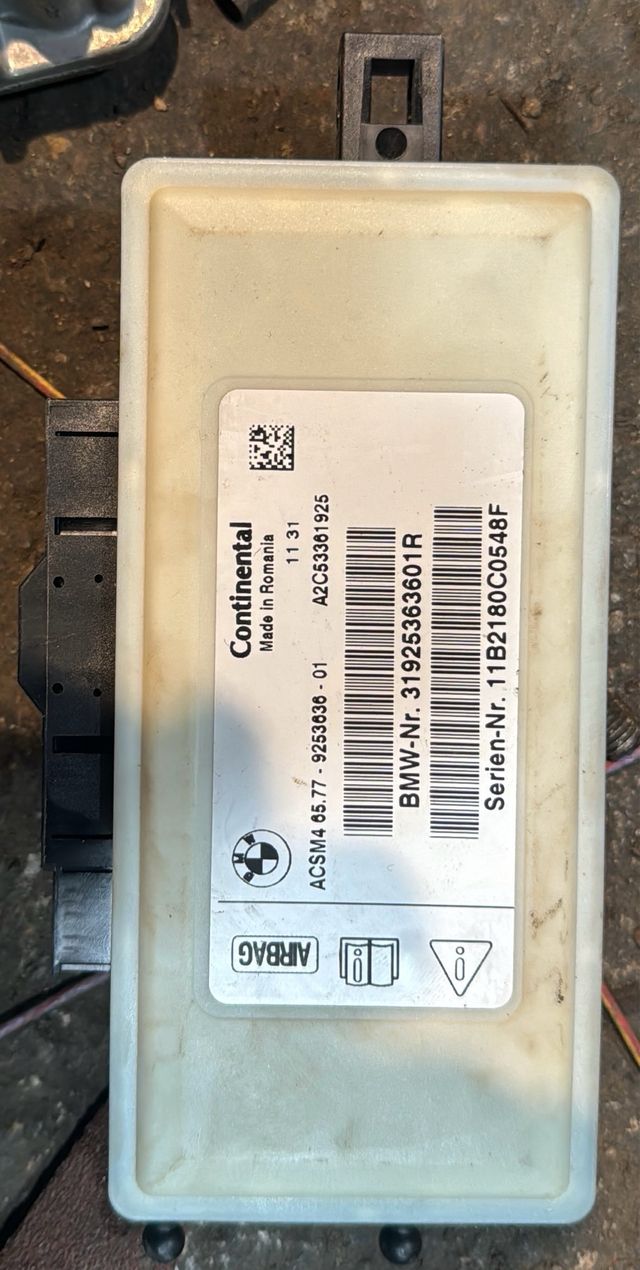 BMW
Continental
Made in Romania
11 31
ACSM4 65.77 - 9253636 - 01 A2C53361925
BMW-Nr. 31925363601R
Serien-Nr. 11B2180C0548F
AIRBAG
i
i